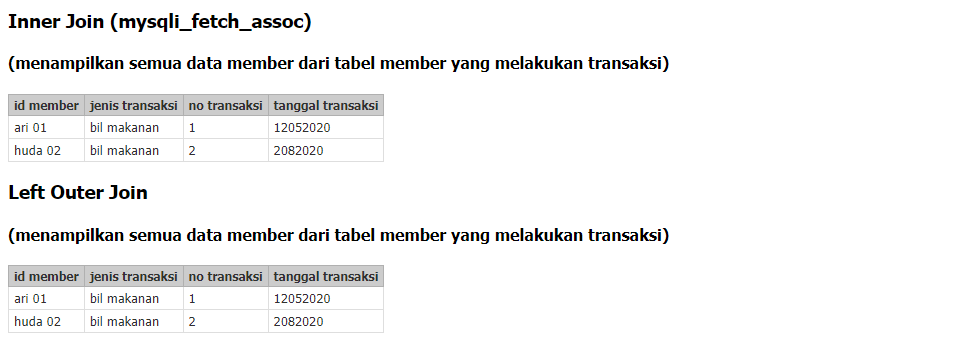 Inner Join (mysqli_fetch_assoc)
(menampilkan semua data member dari tabel member yang melakukan transaksi)
id member jenis transaksi no transaksi tanggal transaksi
ari 01 bil makanan 1 12052020
huda 02 bil makanan 2 2082020
Left Outer Join
(menampilkan semua data member dari tabel member yang melakukan transaksi)
id member jenis transaksi no transaksi tanggal transaksi
ari 01 bil makanan 1 12052020
huda 02 bil makanan 2 2082020